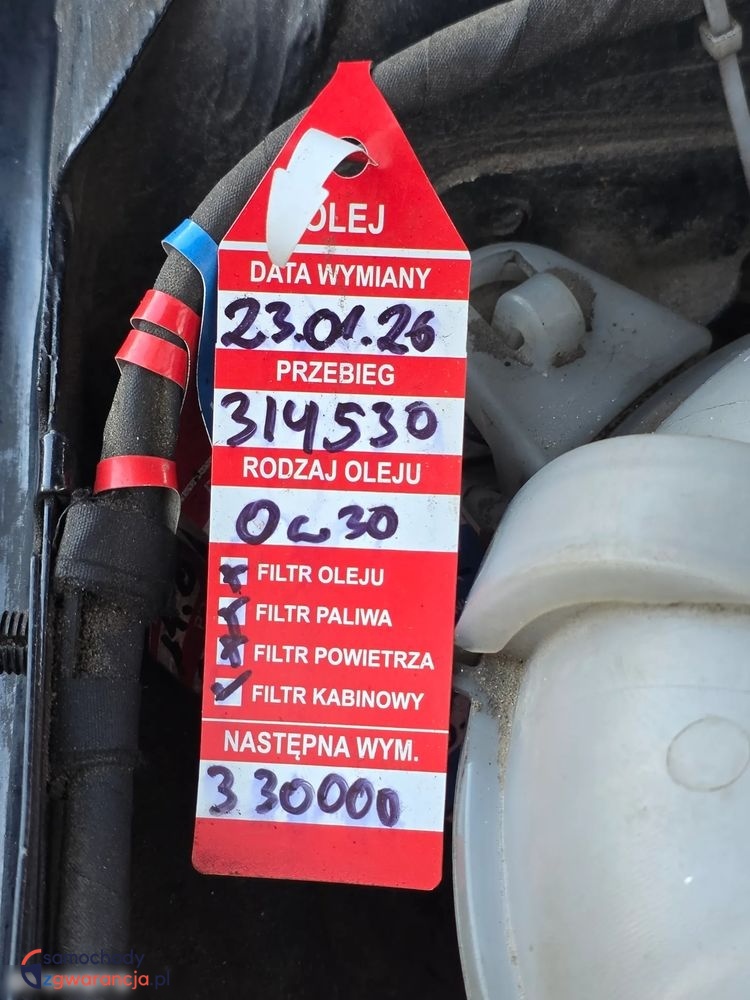 OLEJ
DATA WYMIANY
23.01.26
PRZEBIEG
314530
RODZAJ OLEJU
0w30
FILTR OLEJU
FILTR PALIWA
FILTR POWIETRZA
FILTR KABINOWY
NASTĘPNA WYM.
330000
samochody
zgwarancja.pl